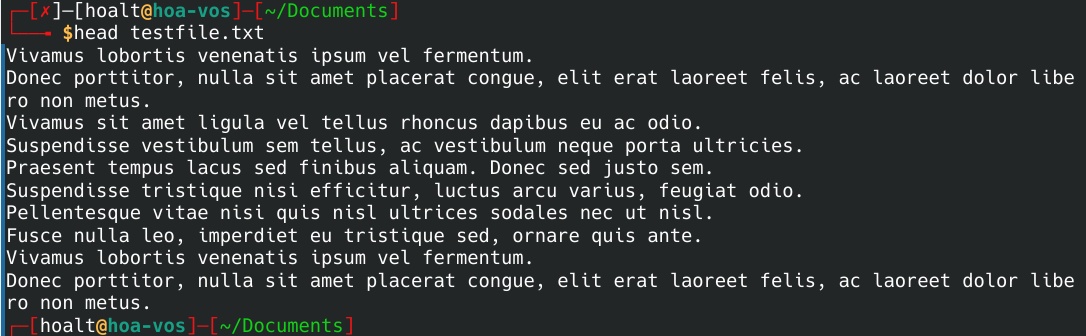 ┌─[✗]─[hoalt@hoa-vos]─[~/Documents]
└──╼ $head testfile.txt
Vivamus lobortis venenatis ipsum vel fermentum.
Donec porttitor, nulla sit amet placerat congue, elit erat laoreet felis, ac laoreet dolor libe
ro non metus.
Vivamus sit amet ligula vel tellus rhoncus dapibus eu ac odio.
Suspendisse vestibulum sem tellus, ac vestibulum neque porta ultricies.
Praesent tempus lacus sed finibus aliquam. Donec sed justo sem.
Suspendisse tristique nisi efficitur, luctus arcu varius, feugiat odio.
Pellentesque vitae nisi quis nisl ultrices sodales nec ut nisl.
Fusce nulla leo, imperdiet eu tristique sed, ornare quis ante.
Vivamus lobortis venenatis ipsum vel fermentum.
Donec porttitor, nulla sit amet placerat congue, elit erat laoreet felis, ac laoreet dolor libe
ro non metus.
┌─[hoalt@hoa-vos]─[~/Documents]